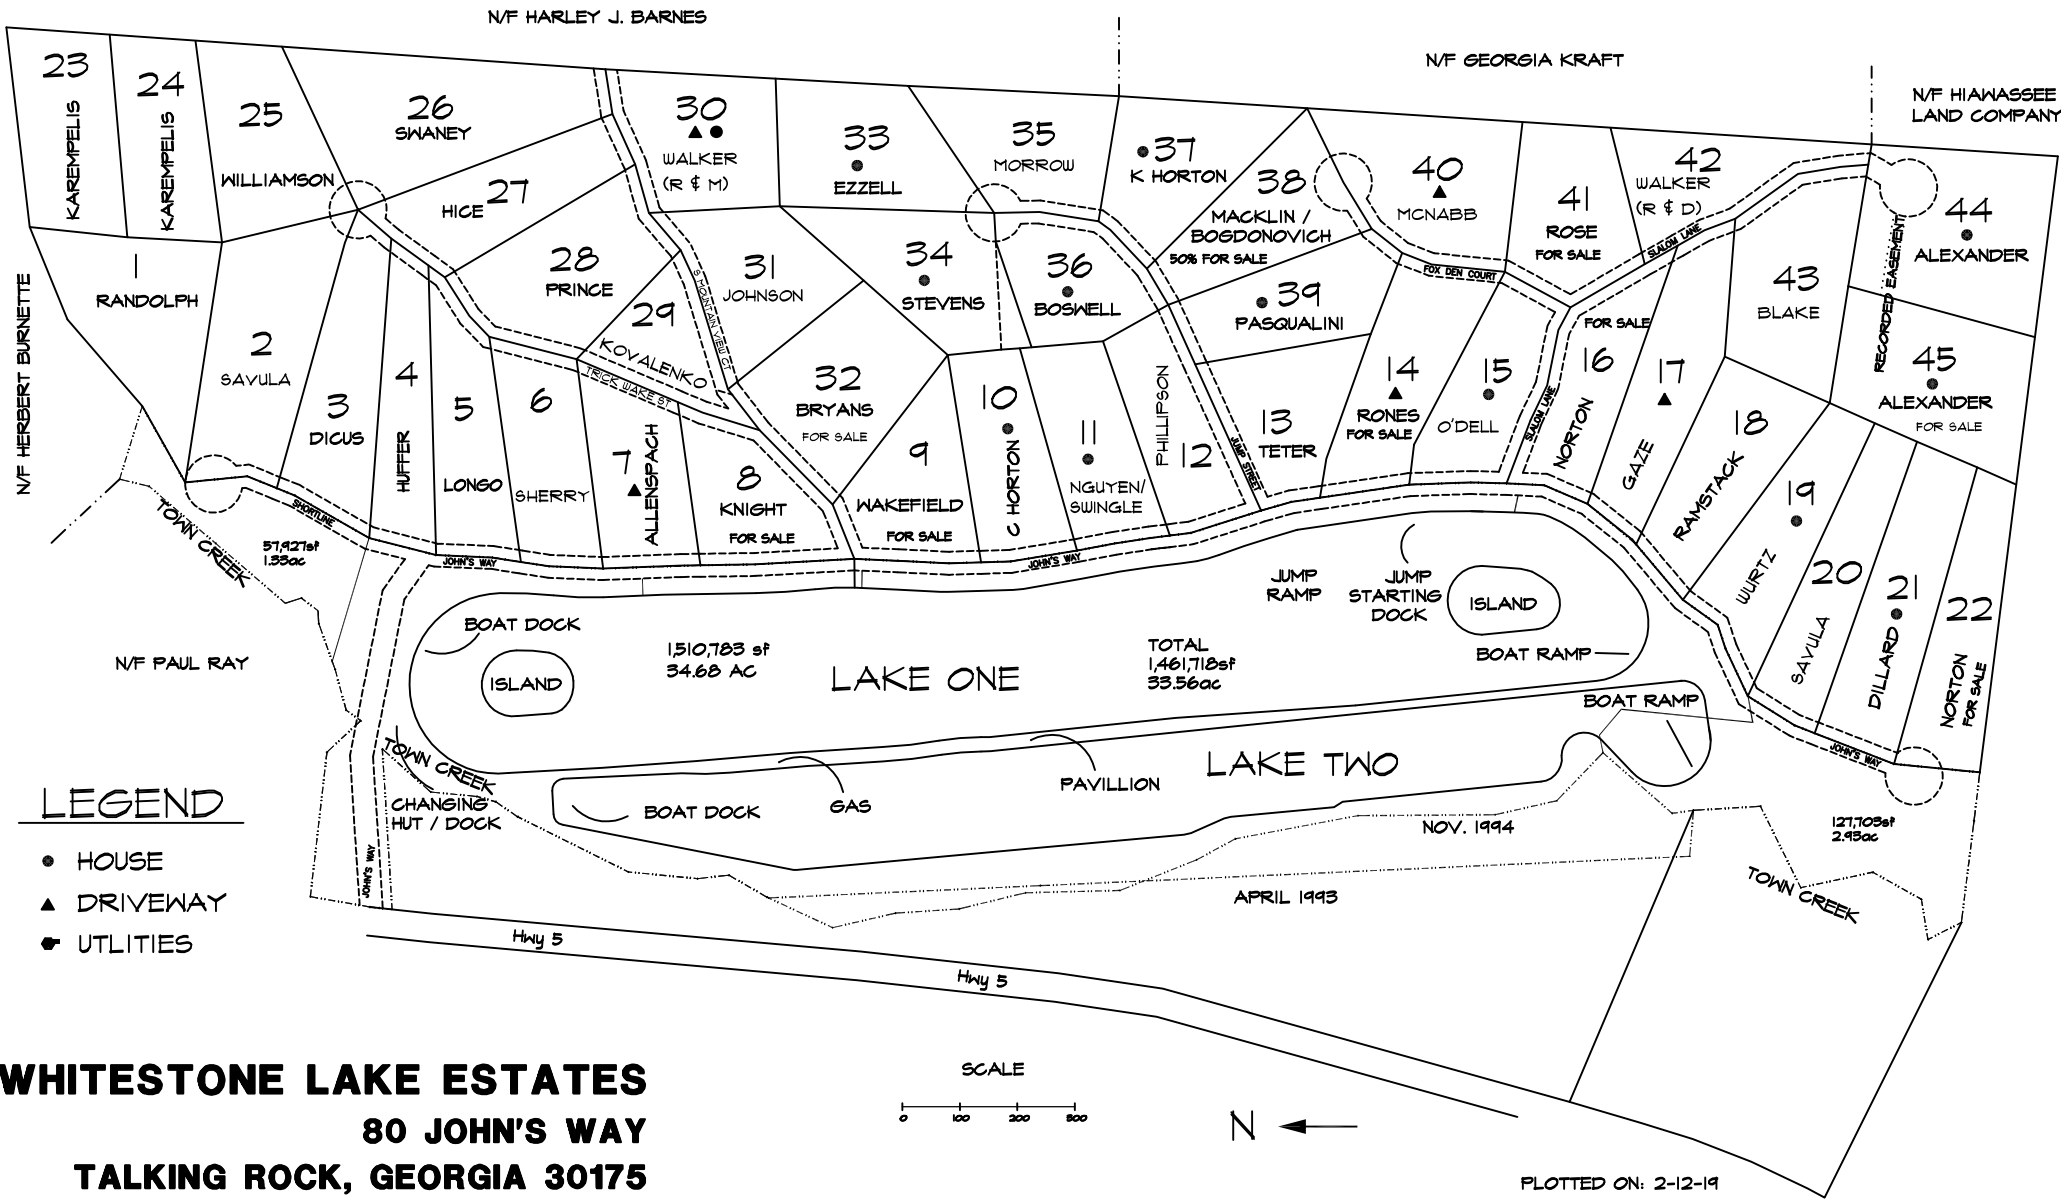 N/F HARLEY J. BARNES
N/F GEORGIA KRAFT
N/F HIAWASSEE
LAND COMPANY
23
KAREMPELIS
24
KAREMPELIS
25
WILLIAMSON
26
SWANEY
27
HICE
28
PRINCE
29
KOVALENKO
30
WALKER
(R & M)
31
JOHNSON
32
BRYANS
FOR SALE
33
EZZELL
34
STEVENS
35
MORROW
36
BOSWELL
37
K HORTON
38
MACKLIN /
BOGDONOVICH
50% FOR SALE
39
PASQUALINI
40
MCNABB
41
ROSE
FOR SALE
42
WALKER
(R & D)
43
BLAKE
44
ALEXANDER
RECORDED EASEMENT
45
ALEXANDER
FOR SALE
N/F HERBERT BURNETTE
1
RANDOLPH
2
SAVULA
3
DICUS
4
HUFFER
5
LONGO
6
SHERRY
7
ALLENSPACH
8
KNIGHT
FOR SALE
9
WAKEFIELD
FOR SALE
10
C HORTON
11
NGUYEN/
SWINGLE
12
PHILLIPSON
13
TETER
14
RONES
FOR SALE
15
O'DELL
FOR SALE
16
NORTON
17
GAZE
18
RAMSTACK
19
WURTZ
20
SAVULA
21
DILLARD
22
NORTON
FOR SALE
S MOUNTAIN VIEW CT
TRICK WAKE ST
FOX DEN COURT
SLALOM LANE
SLALOM LANE
JUMP STREET
SHORTLINE
JOHN'S WAY
JOHN'S WAY
JOHN'S WAY
JOHN'S WAY
TOWN CREEK
57,927sf
1.33ac
N/F PAUL RAY
BOAT DOCK
ISLAND
1,510,783 sf
34.68 AC
LAKE ONE
TOTAL
1,461,718sf
33.56ac
JUMP
RAMP
JUMP
STARTING
DOCK
ISLAND
BOAT RAMP
BOAT RAMP
TOWN CREEK
CHANGING
HUT / DOCK
BOAT DOCK
GAS
PAVILLION
LAKE TWO
NOV. 1994
APRIL 1993
127,703sf
2.93ac
TOWN CREEK
Hwy 5
Hwy 5
LEGEND
HOUSE
DRIVEWAY
UTLITIES
WHITESTONE LAKE ESTATES
80 JOHN'S WAY
TALKING ROCK, GEORGIA 30175
SCALE
0 100 200 300
N
PLOTTED ON: 2-12-19